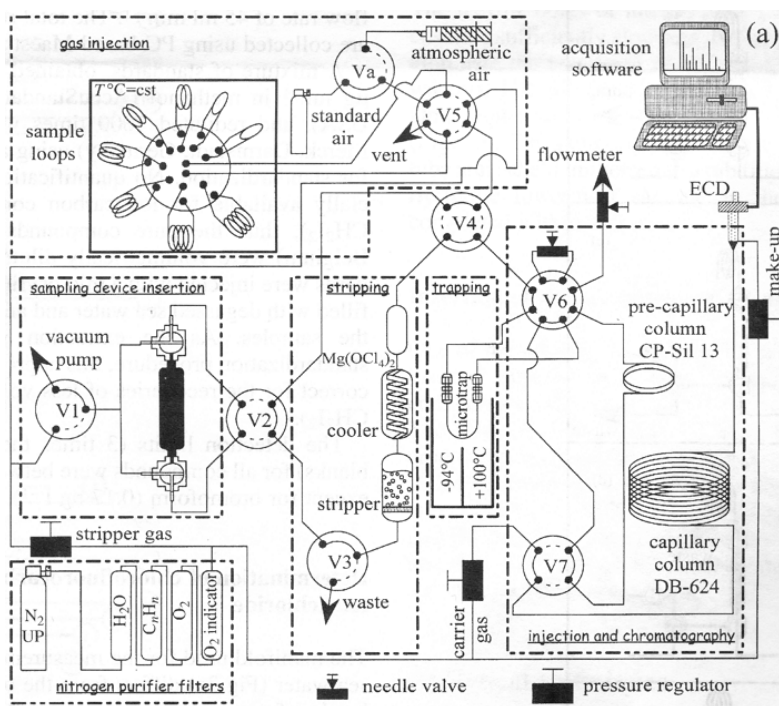 gas injection
T°C=cst
sample
loops
Va
atmospheric
air
standard
air
V5
vent
acquisition
software
(a)
flowmeter
ECD
make-up
V4
V6
sampling device insertion
vacuum
pump
V1
V2
stripping
Mg(OCl₄)₂
cooler
stripper
V3
waste
trapping
microtrap
-94°C
+100°C
pre-capillary
column
CP-Sil 13
capillary
column
DB-624
V7
carrier
gas
injection and chromatography
stripper gas
N₂
UP
H₂O
CₙHₙ
O₂
O₂ indicator
nitrogen purifier filters
needle valve
pressure regulator